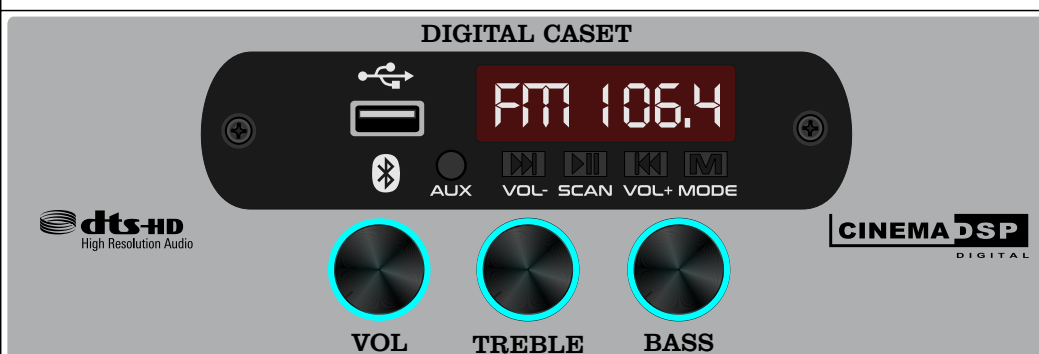 DIGITAL CASET
FM 106.4
AUX VOL- SCAN VOL+ MODE
M
dts-HD
High Resolution Audio
CINEMA DSP
DIGITAL
VOL TREBLE BASS